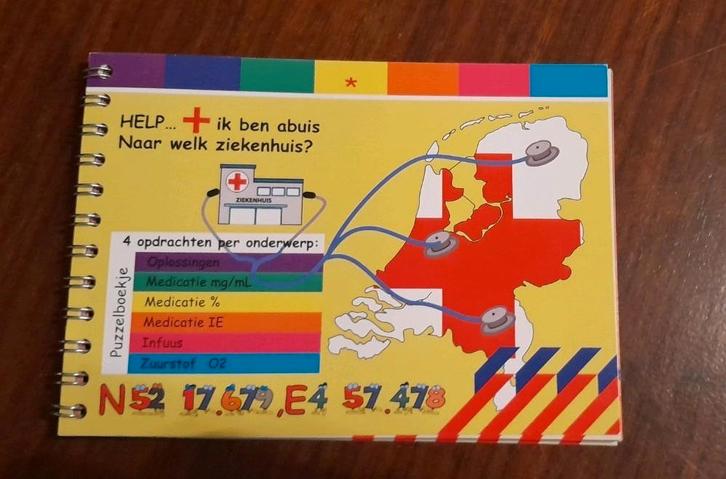 *
HELP... + ik ben abuis
Naar welk ziekenhuis?
ZIEKENHUIS
4 opdrachten per onderwerp:
Puzzelboekje
Oplossingen
Medicatie mg/mL
Medicatie %
Medicatie IE
Infuus
Zuurstof O2
N52 17.679,E4 57.478